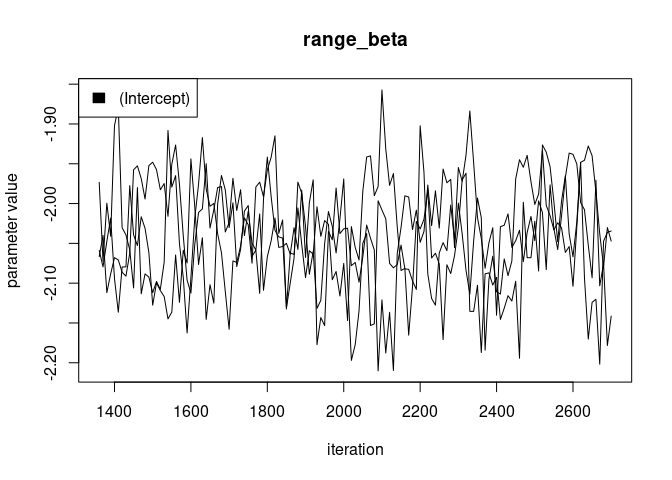 range_beta
(Intercept)
parameter value
-1.90
-2.00
-2.10
-2.20
1400 1600 1800 2000 2200 2400 2600
iteration